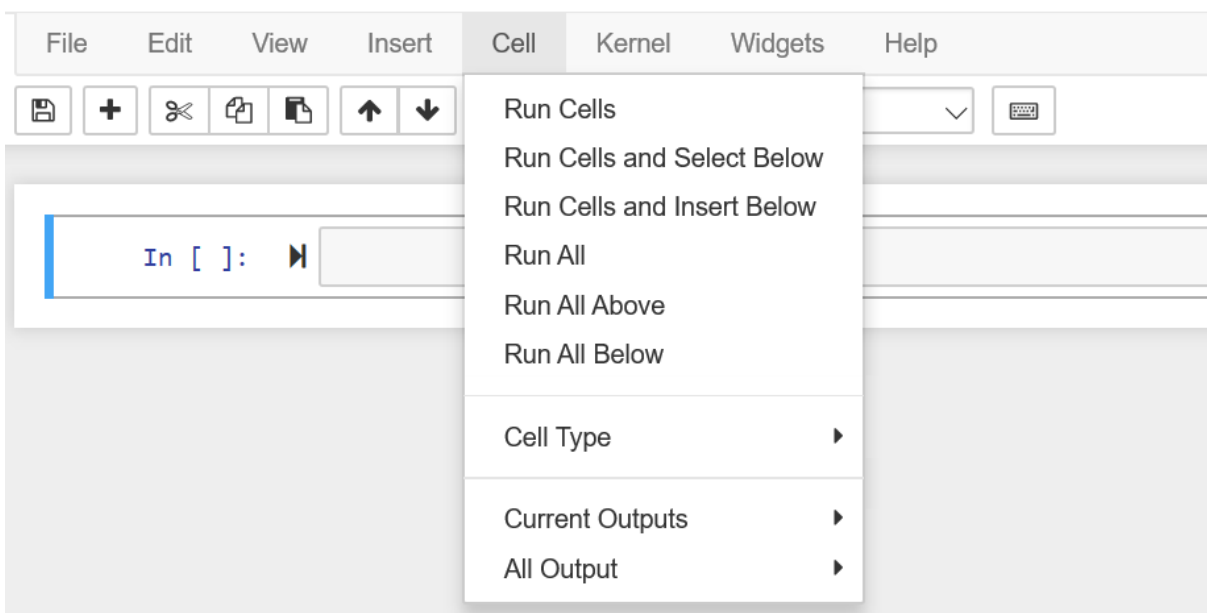 File Edit View Insert Cell Kernel Widgets Help
Run Cells
Run Cells and Select Below
Run Cells and Insert Below
In [ ]:
Run All
Run All Above
Run All Below
Cell Type
Current Outputs
All Output